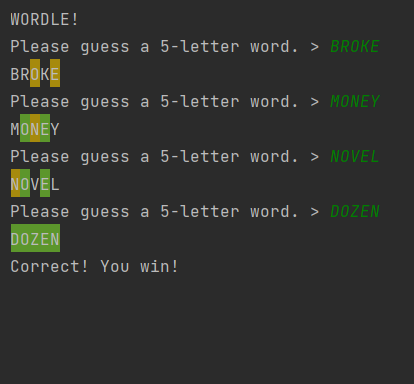 WORDLE!
Please guess a 5-letter word. > BROKE
BROKE
Please guess a 5-letter word. > MONEY
MONEY
Please guess a 5-letter word. > NOVEL
NOVEL
Please guess a 5-letter word. > DOZEN
DOZEN
Correct! You win!